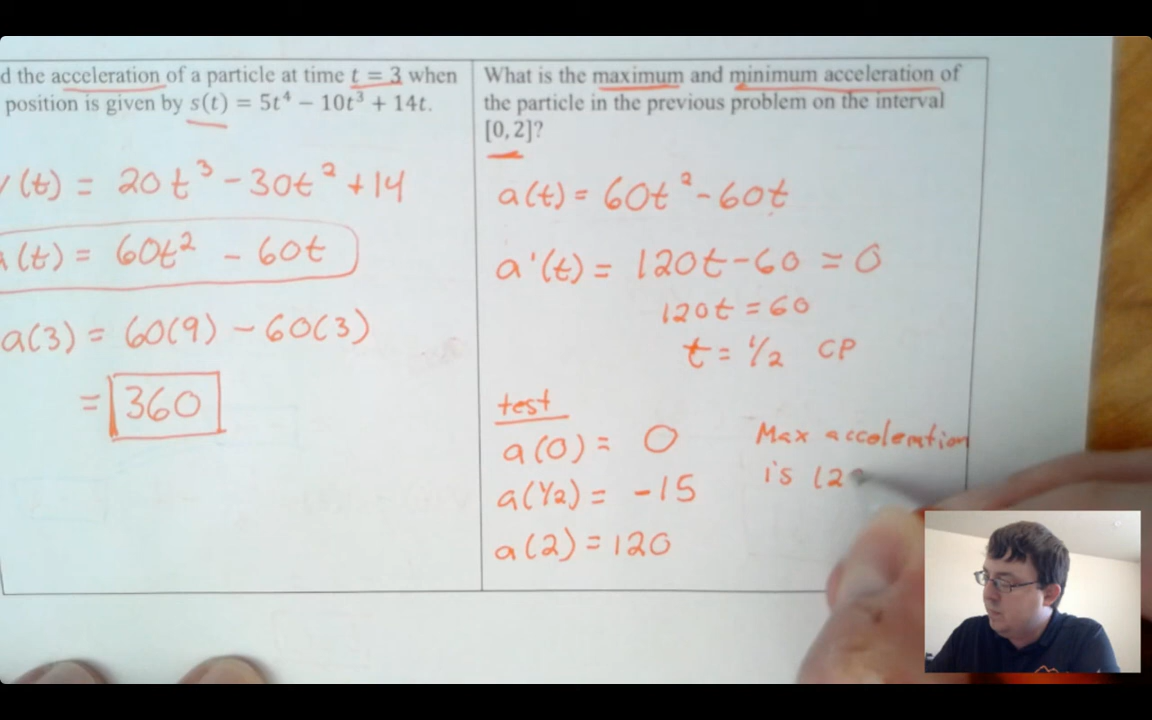 d the acceleration of a particle at time t = 3 when
position is given by s(t) = 5t⁴ − 10t³ + 14t.
(t) = 20t³ − 30t² + 14
(t) = 60t² − 60t
a(3) = 60(9) − 60(3)
= 360
What is the maximum and minimum acceleration of
the particle in the previous problem on the interval
[0, 2]?
a(t) = 60t² − 60t
a'(t) = 120t − 60 = 0
120t = 60
t = 1/2 CP
test
a(0) = 0
a(1/2) = −15
a(2) = 120
Max acceleration
is 12